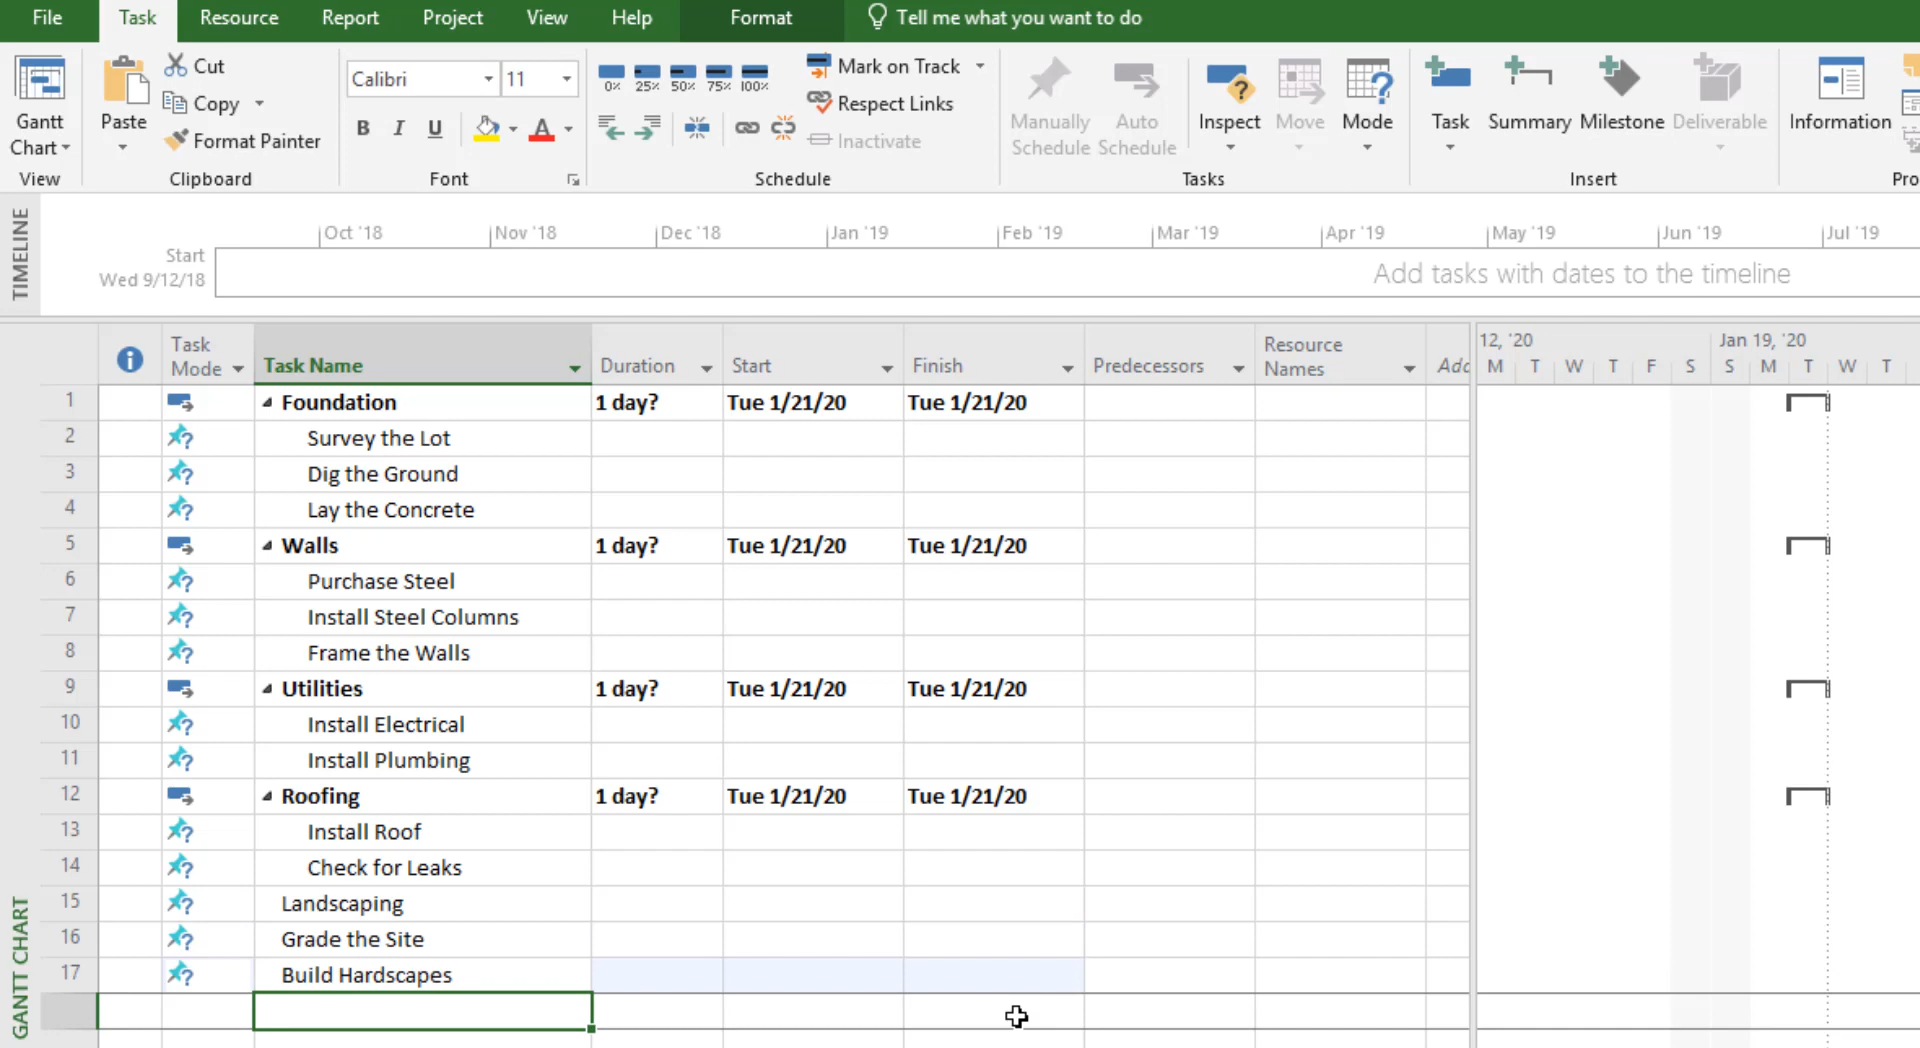 File Task Resource Report Project View Help Format Tell me what you want to do
Gantt Chart
View
Paste
Cut
Copy
Format Painter
Clipboard
Calibri 11
B I U A
Font
0% 25% 50% 75% 100%
Mark on Track
Respect Links
Inactivate
Schedule
Manually Schedule
Auto Schedule
Inspect
Move
Mode
Tasks
Task
Summary
Milestone
Deliverable
Insert
Information
Pro
TIMELINE
Oct '18 Nov '18 Dec '18 Jan '19 Feb '19 Mar '19 Apr '19 May '19 Jun '19 Jul '19
Start
Wed 9/12/18
Add tasks with dates to the timeline
Task Mode Task Name Duration Start Finish Predecessors Resource Names Add
12, '20 Jan 19, '20
M T W T F S S M T W T
1 Foundation 1 day? Tue 1/21/20 Tue 1/21/20
2 Survey the Lot
3 Dig the Ground
4 Lay the Concrete
5 Walls 1 day? Tue 1/21/20 Tue 1/21/20
6 Purchase Steel
7 Install Steel Columns
8 Frame the Walls
9 Utilities 1 day? Tue 1/21/20 Tue 1/21/20
10 Install Electrical
11 Install Plumbing
12 Roofing 1 day? Tue 1/21/20 Tue 1/21/20
13 Install Roof
14 Check for Leaks
15 Landscaping
16 Grade the Site
17 Build Hardscapes
GANTT CHART